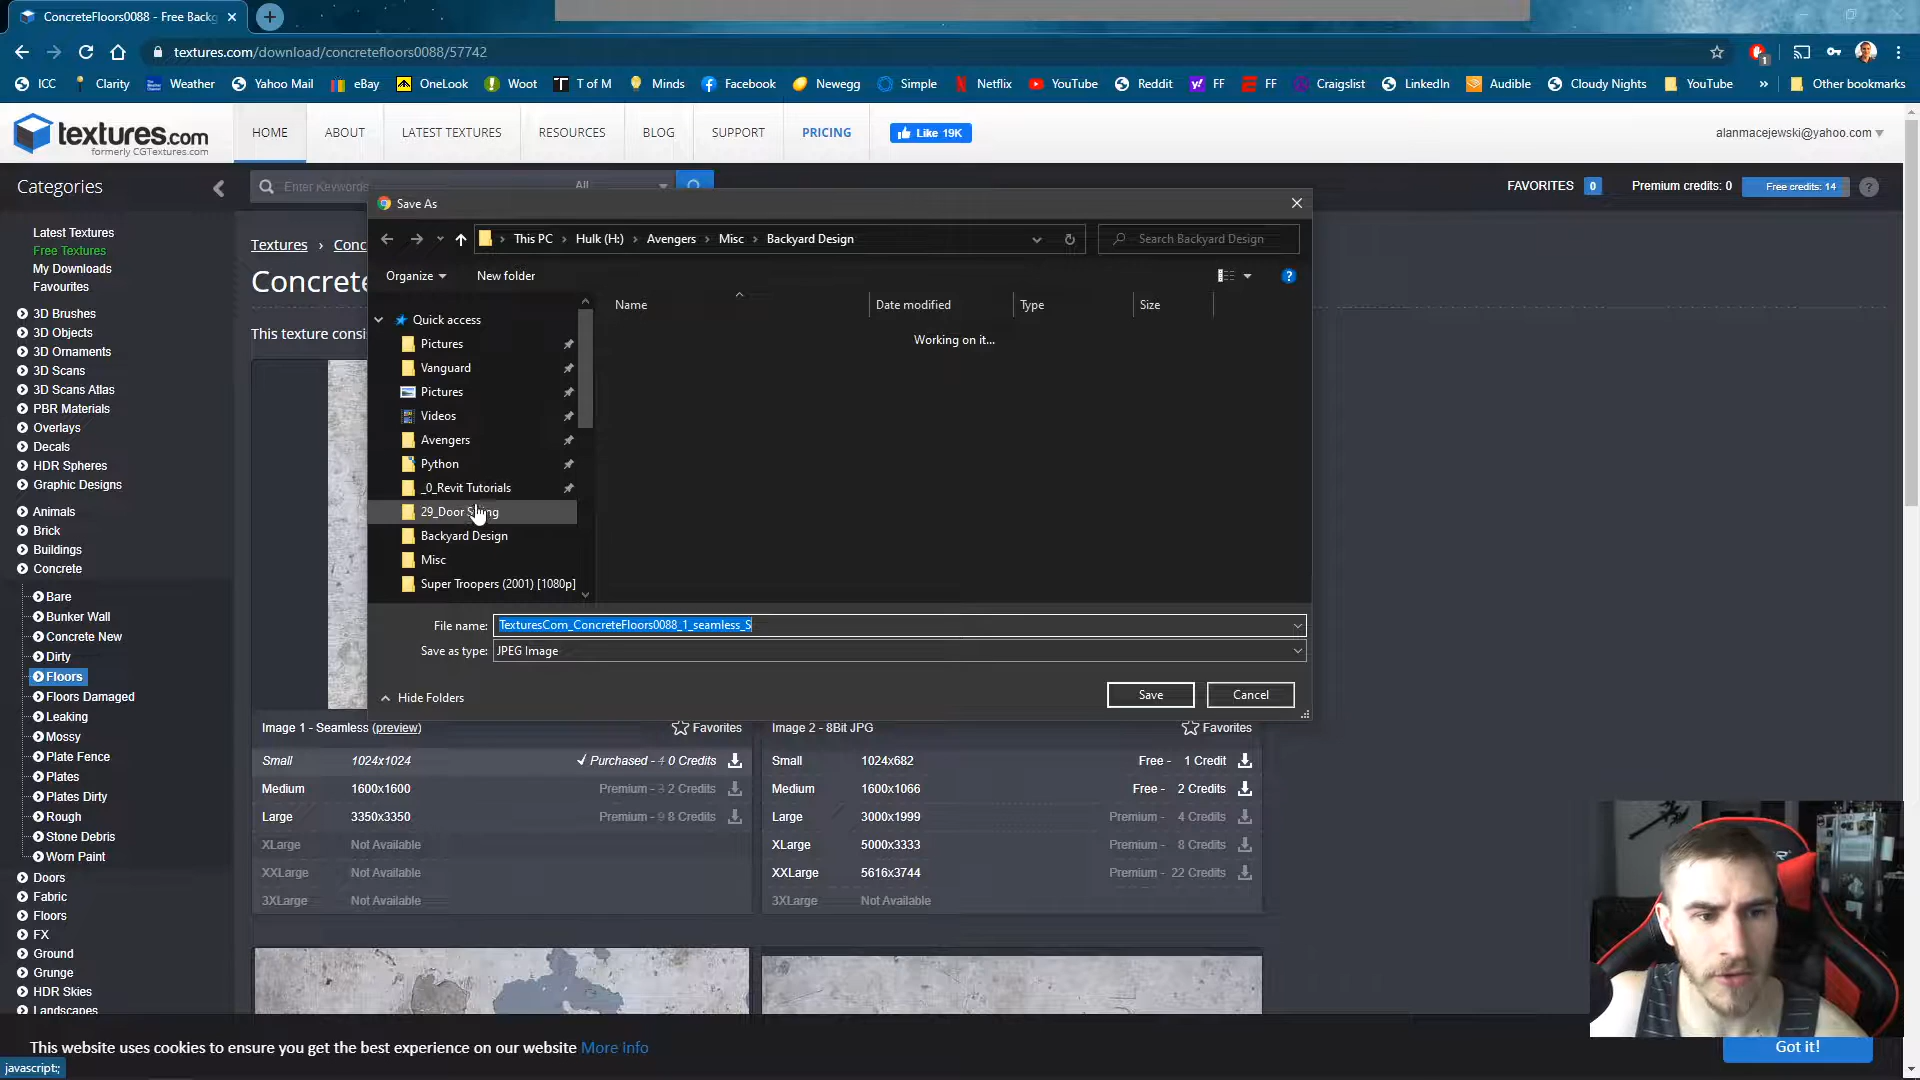 ConcreteFloors0088 - Free Backg
textures.com/download/concretefloors0088/57742
ICC Clarity Weather Yahoo Mail eBay OneLook Woot T of M Minds Facebook Newegg Simple Netflix YouTube Reddit FF FF Craigslist LinkedIn Audible Cloudy Nights YouTube » Other bookmarks
textures.com
formerly CGTextures.com
HOME ABOUT LATEST TEXTURES RESOURCES BLOG SUPPORT PRICING Like 19K
alanmacejewski@yahoo.com
Categories
Enter Keywords All
FAVORITES 0 Premium credits: 0 Free credits: 14 ?
Latest Textures
Free Textures
My Downloads
Favourites
3D Brushes
3D Objects
3D Ornaments
3D Scans
3D Scans Atlas
PBR Materials
Overlays
Decals
HDR Spheres
Graphic Designs
Animals
Brick
Buildings
Concrete
Bare
Bunker Wall
Concrete New
Dirty
Floors
Floors Damaged
Leaking
Mossy
Plate Fence
Plates
Plates Dirty
Rough
Stone Debris
Worn Paint
Doors
Fabric
Floors
FX
Ground
Grunge
HDR Skies
Landscapes
Textures › Conc
Concrete
This texture consi
Save As
This PC › Hulk (H:) › Avengers › Misc › Backyard Design
Search Backyard Design
Organize New folder
Name Date modified Type Size
Working on it...
Quick access
Pictures
Vanguard
Pictures
Videos
Avengers
Python
_0_Revit Tutorials
Backyard Design
Misc
Super Troopers (2001) [1080p]
File name: TexturesCom_ConcreteFloors0088_1_seamless_S
Save as type: JPEG Image
Hide Folders
Save Cancel
Image 1 - Seamless (preview) Favorites
Small 1024x1024 Purchased - 1 0 Credits
Medium 1600x1600 Premium - 3 2 Credits
Large 3350x3350 Premium - 9 8 Credits
XLarge Not Available
XXLarge Not Available
3XLarge Not Available
Image 2 - 8Bit JPG Favorites
Small 1024x682 Free - 1 Credit
Medium 1600x1066 Free - 2 Credits
Large 3000x1999 Premium - 4 Credits
XLarge 5000x3333 Premium - 8 Credits
XXLarge 5616x3744 Premium - 22 Credits
3XLarge Not Available
This website uses cookies to ensure you get the best experience on our website More info
Got it!
javascript:;